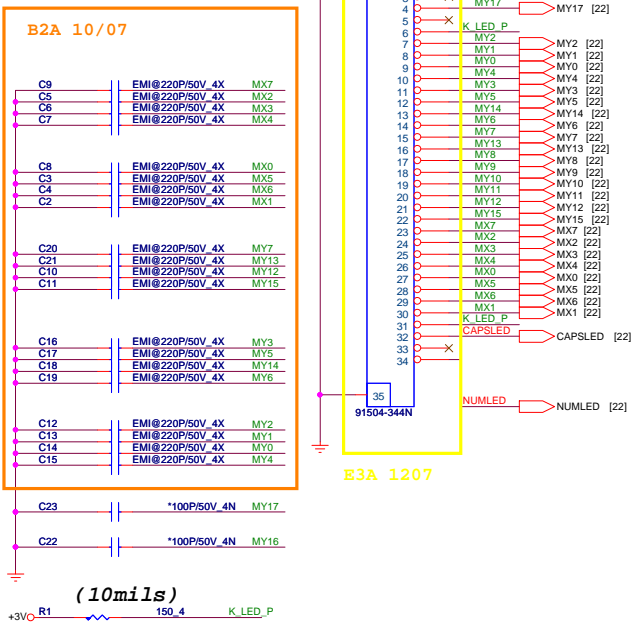 B2A 10/07
C9 EMI@220P/50V_4X MX7
C5 EMI@220P/50V_4X MX2
C6 EMI@220P/50V_4X MX3
C7 EMI@220P/50V_4X MX4
C8 EMI@220P/50V_4X MX0
C3 EMI@220P/50V_4X MX5
C4 EMI@220P/50V_4X MX6
C2 EMI@220P/50V_4X MX1
C20 EMI@220P/50V_4X MY7
C21 EMI@220P/50V_4X MY13
C10 EMI@220P/50V_4X MY12
C11 EMI@220P/50V_4X MY15
C16 EMI@220P/50V_4X MY3
C17 EMI@220P/50V_4X MY5
C18 EMI@220P/50V_4X MY14
C19 EMI@220P/50V_4X MY6
C12 EMI@220P/50V_4X MY2
C13 EMI@220P/50V_4X MY1
C14 EMI@220P/50V_4X MY0
C15 EMI@220P/50V_4X MY4
C23 *100P/50V_4N MY17
C22 *100P/50V_4N MY16
(10mils)
+3VO R1 150_4 K_LED_P
4 MY17 MY17 [22]
5
6 K_LED_P
7 MY2 MY2 [22]
8 MY1 MY1 [22]
9 MY0 MY0 [22]
10 MY4 MY4 [22]
11 MY3 MY3 [22]
12 MY5 MY5 [22]
13 MY14 MY14 [22]
14 MY6 MY6 [22]
15 MY7 MY7 [22]
16 MY13 MY13 [22]
17 MY8 MY8 [22]
18 MY9 MY9 [22]
19 MY10 MY10 [22]
20 MY11 MY11 [22]
21 MY12 MY12 [22]
22 MY15 MY15 [22]
23 MX7 MX7 [22]
24 MX2 MX2 [22]
25 MX3 MX3 [22]
26 MX4 MX4 [22]
27 MX0 MX0 [22]
28 MX5 MX5 [22]
29 MX6 MX6 [22]
30 MX1 MX1 [22]
31 K_LED_P
32 CAPSLED CAPSLED [22]
33
34
35
91504-344N
NUMLED NUMLED [22]
E3A 1207